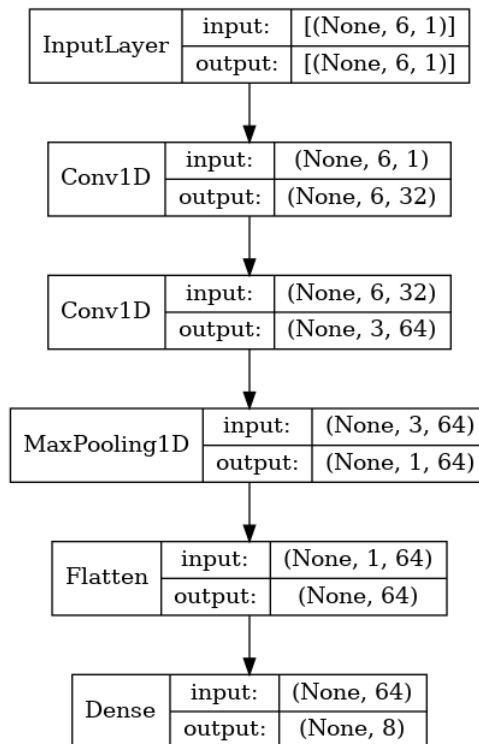 InputLayer
input: [(None, 6, 1)]
output: [(None, 6, 1)]
Conv1D
input: (None, 6, 1)
output: (None, 6, 32)
Conv1D
input: (None, 6, 32)
output: (None, 3, 64)
MaxPooling1D
input: (None, 3, 64)
output: (None, 1, 64)
Flatten
input: (None, 1, 64)
output: (None, 64)
Dense
input: (None, 64)
output: (None, 8)